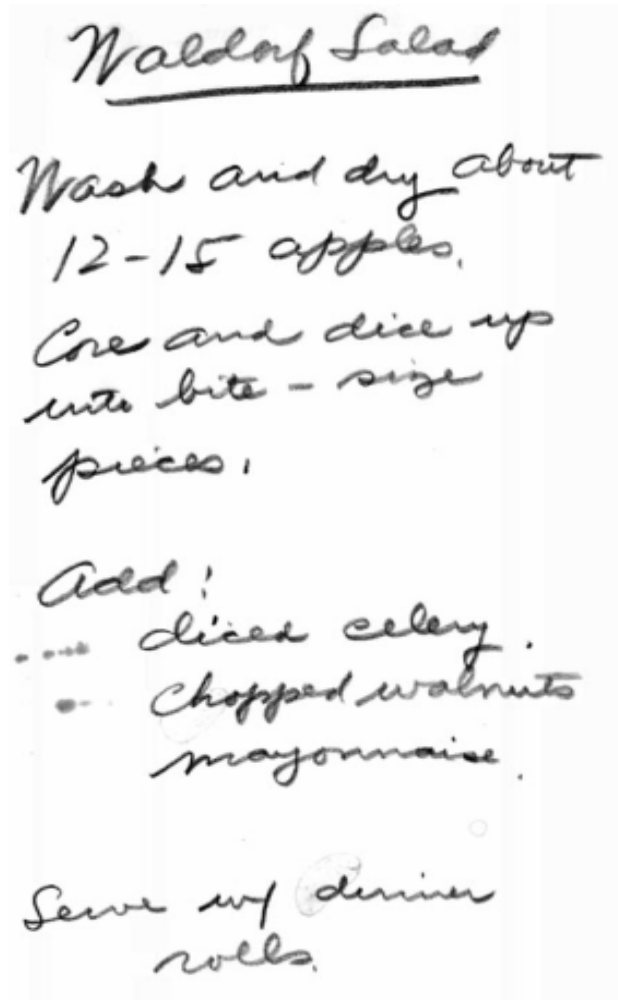 Waldorf Salad
Wash and dry about
12-15 apples.
Core and dice up
into bite-size
pieces.
Add:
diced celery.
Chopped walnuts
mayonnaise.
Serve w/ dinner
rolls.